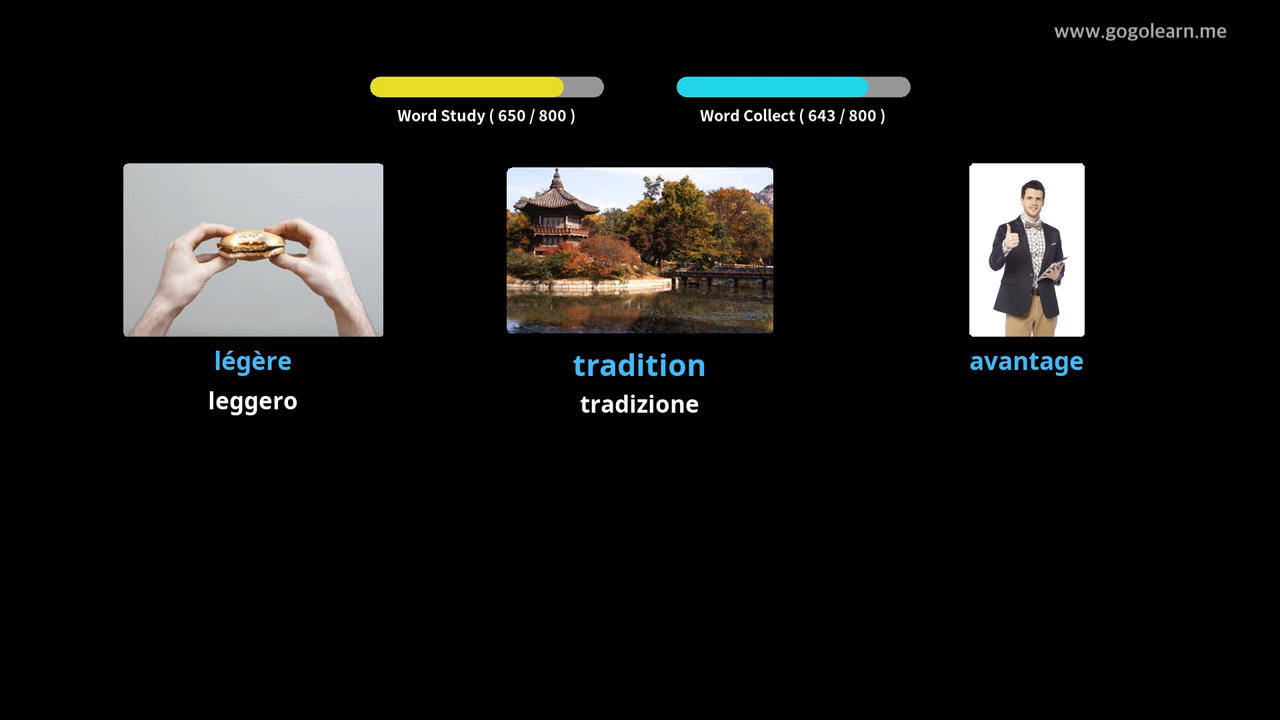 www.gogolearn.me
Word Study ( 650 / 800 )
Word Collect ( 643 / 800 )
légère
leggero
tradition
tradizione
avantage